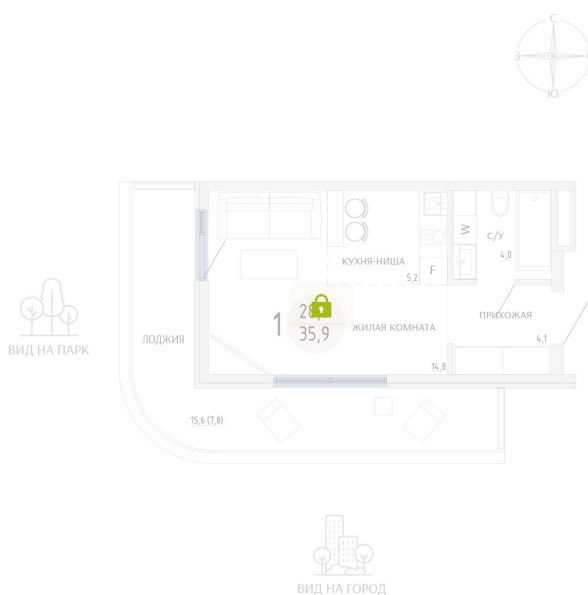 С
З
Ю
W
С/У
4,0
КУХНЯ-НИША
5,2
F
1
35,9
ЖИЛАЯ КОМНАТА
ПРИХОЖАЯ
4,1
14,8
ЛОДЖИЯ
ВИД НА ПАРК
15,6 (7,8)
ВИД НА ГОРОД